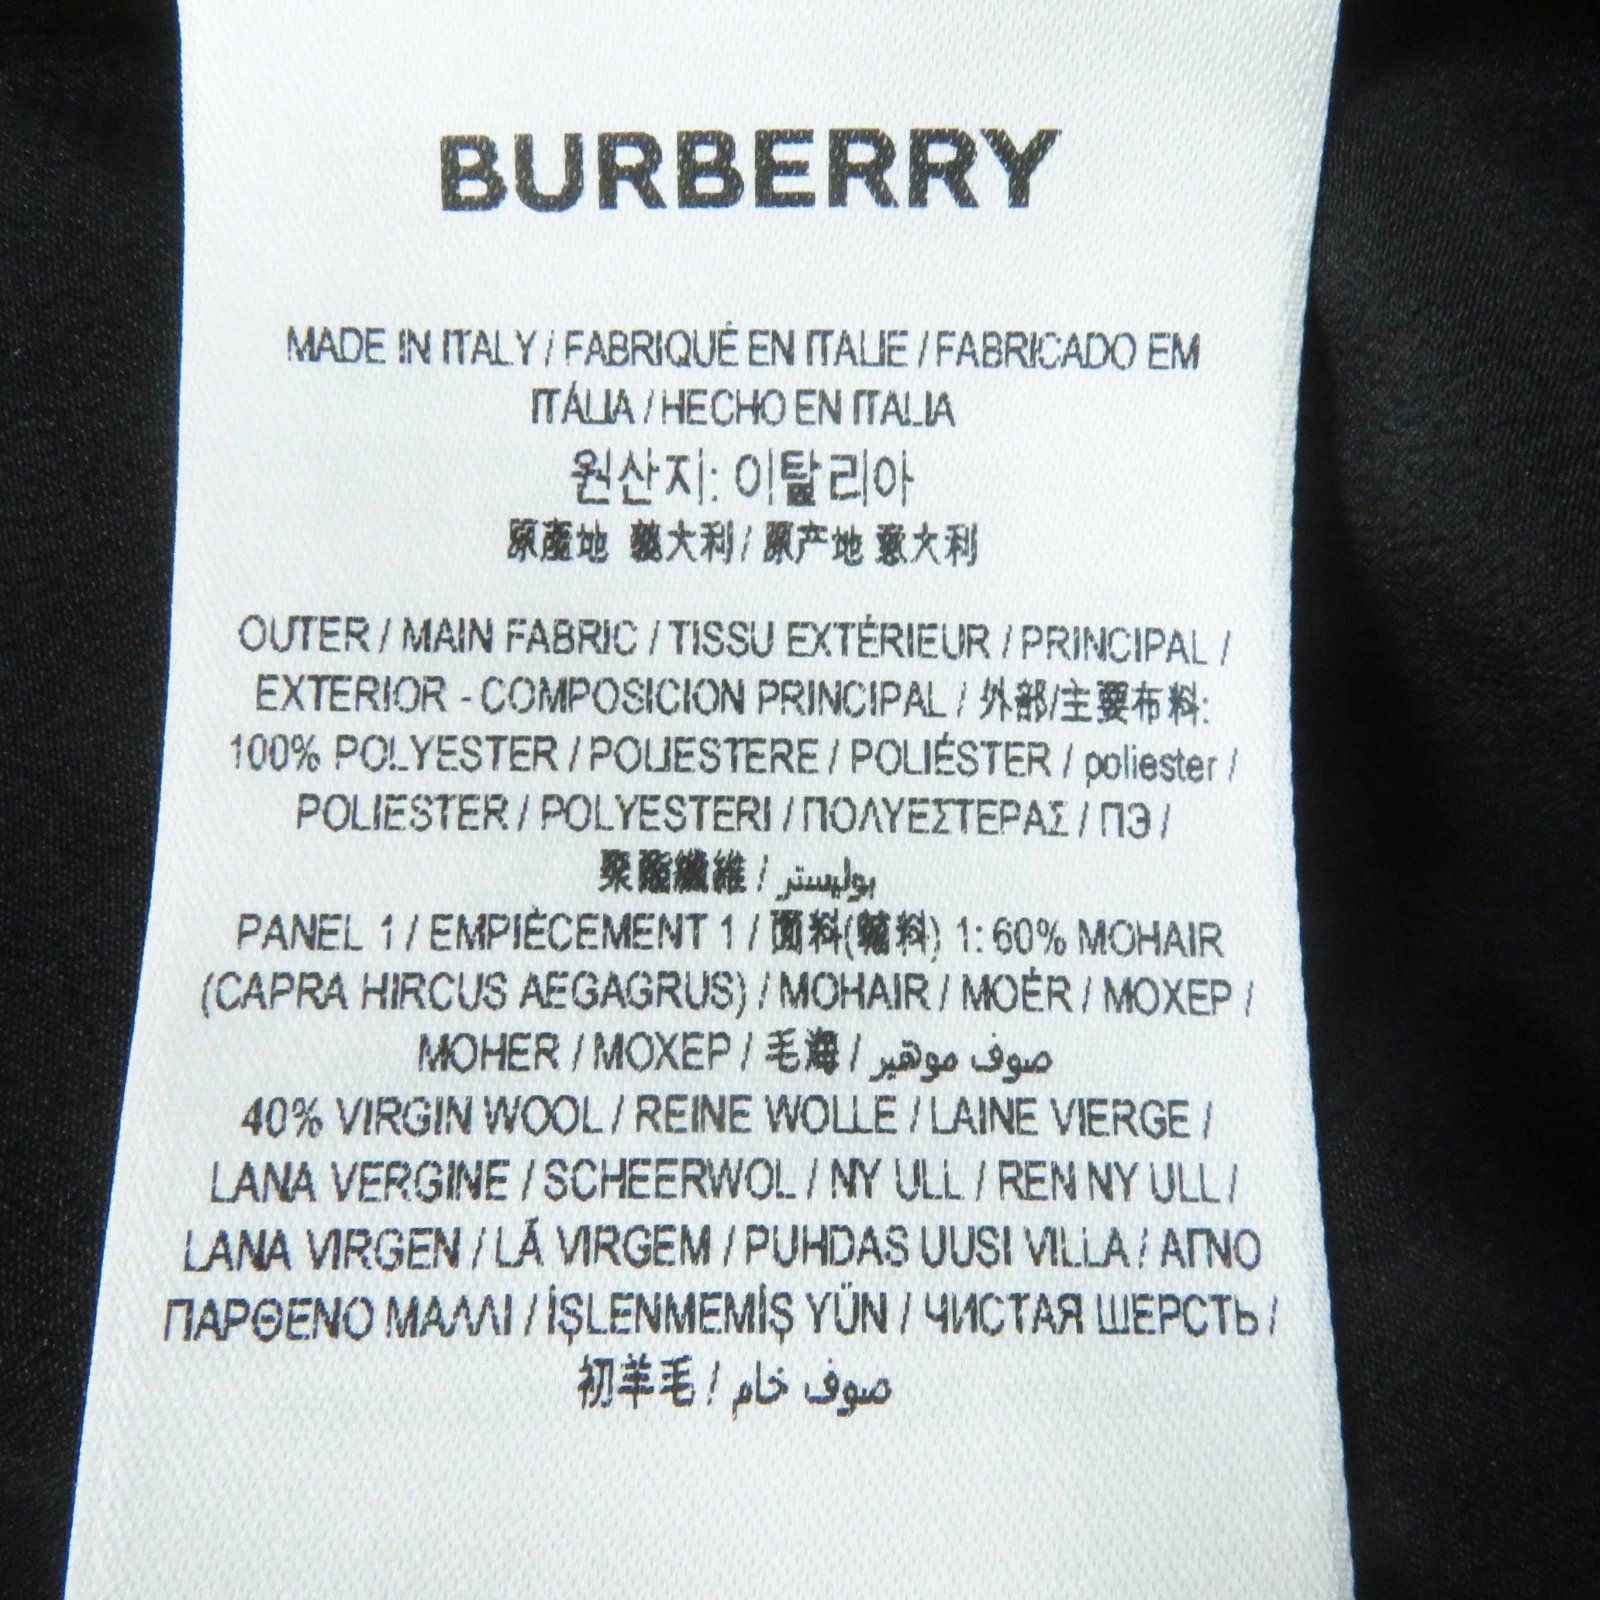 BURBERRY
MADE IN ITALY / FABRIQUÉ EN ITALIE / FABRICADO EM
ITÁLIA / HECHO EN ITALIA
원산지: 이탈리아
原產地 義大利 / 原产地 意大利
OUTER / MAIN FABRIC / TISSU EXTÉRIEUR / PRINCIPAL /
EXTERIOR - COMPOSICION PRINCIPAL / 外部/主要布料:
100% POLYESTER / POLIESTERE / POLIÉSTER / poliester /
POLIESTER / POLYESTERI / ΠΟΛΥΕΣΤΕΡΑΣ / ПЭ /
聚酯纖維 / بوليستر
PANEL 1 / EMPIÈCEMENT 1 / 面料(輔料) 1: 60% MOHAIR
(CAPRA HIRCUS AEGAGRUS) / MOHAIR / MOÉR / ΜΟΧΕΡ /
MOHER / МОХЕР / 毛海 / صوف موهير
40% VIRGIN WOOL / REINE WOLLE / LAINE VIERGE /
LANA VERGINE / SCHEERWOL / NY ULL / REN NY ULL /
LANA VIRGEN / LÃ VIRGEM / PUHDAS UUSI VILLA / ΑΓΝΟ
ΠΑΡΘΕΝΟ ΜΑΛΛΙ / İŞLENMEMİŞ YÜN / ЧИСТАЯ ШЕРСТЬ /
初羊毛 / صوف خام